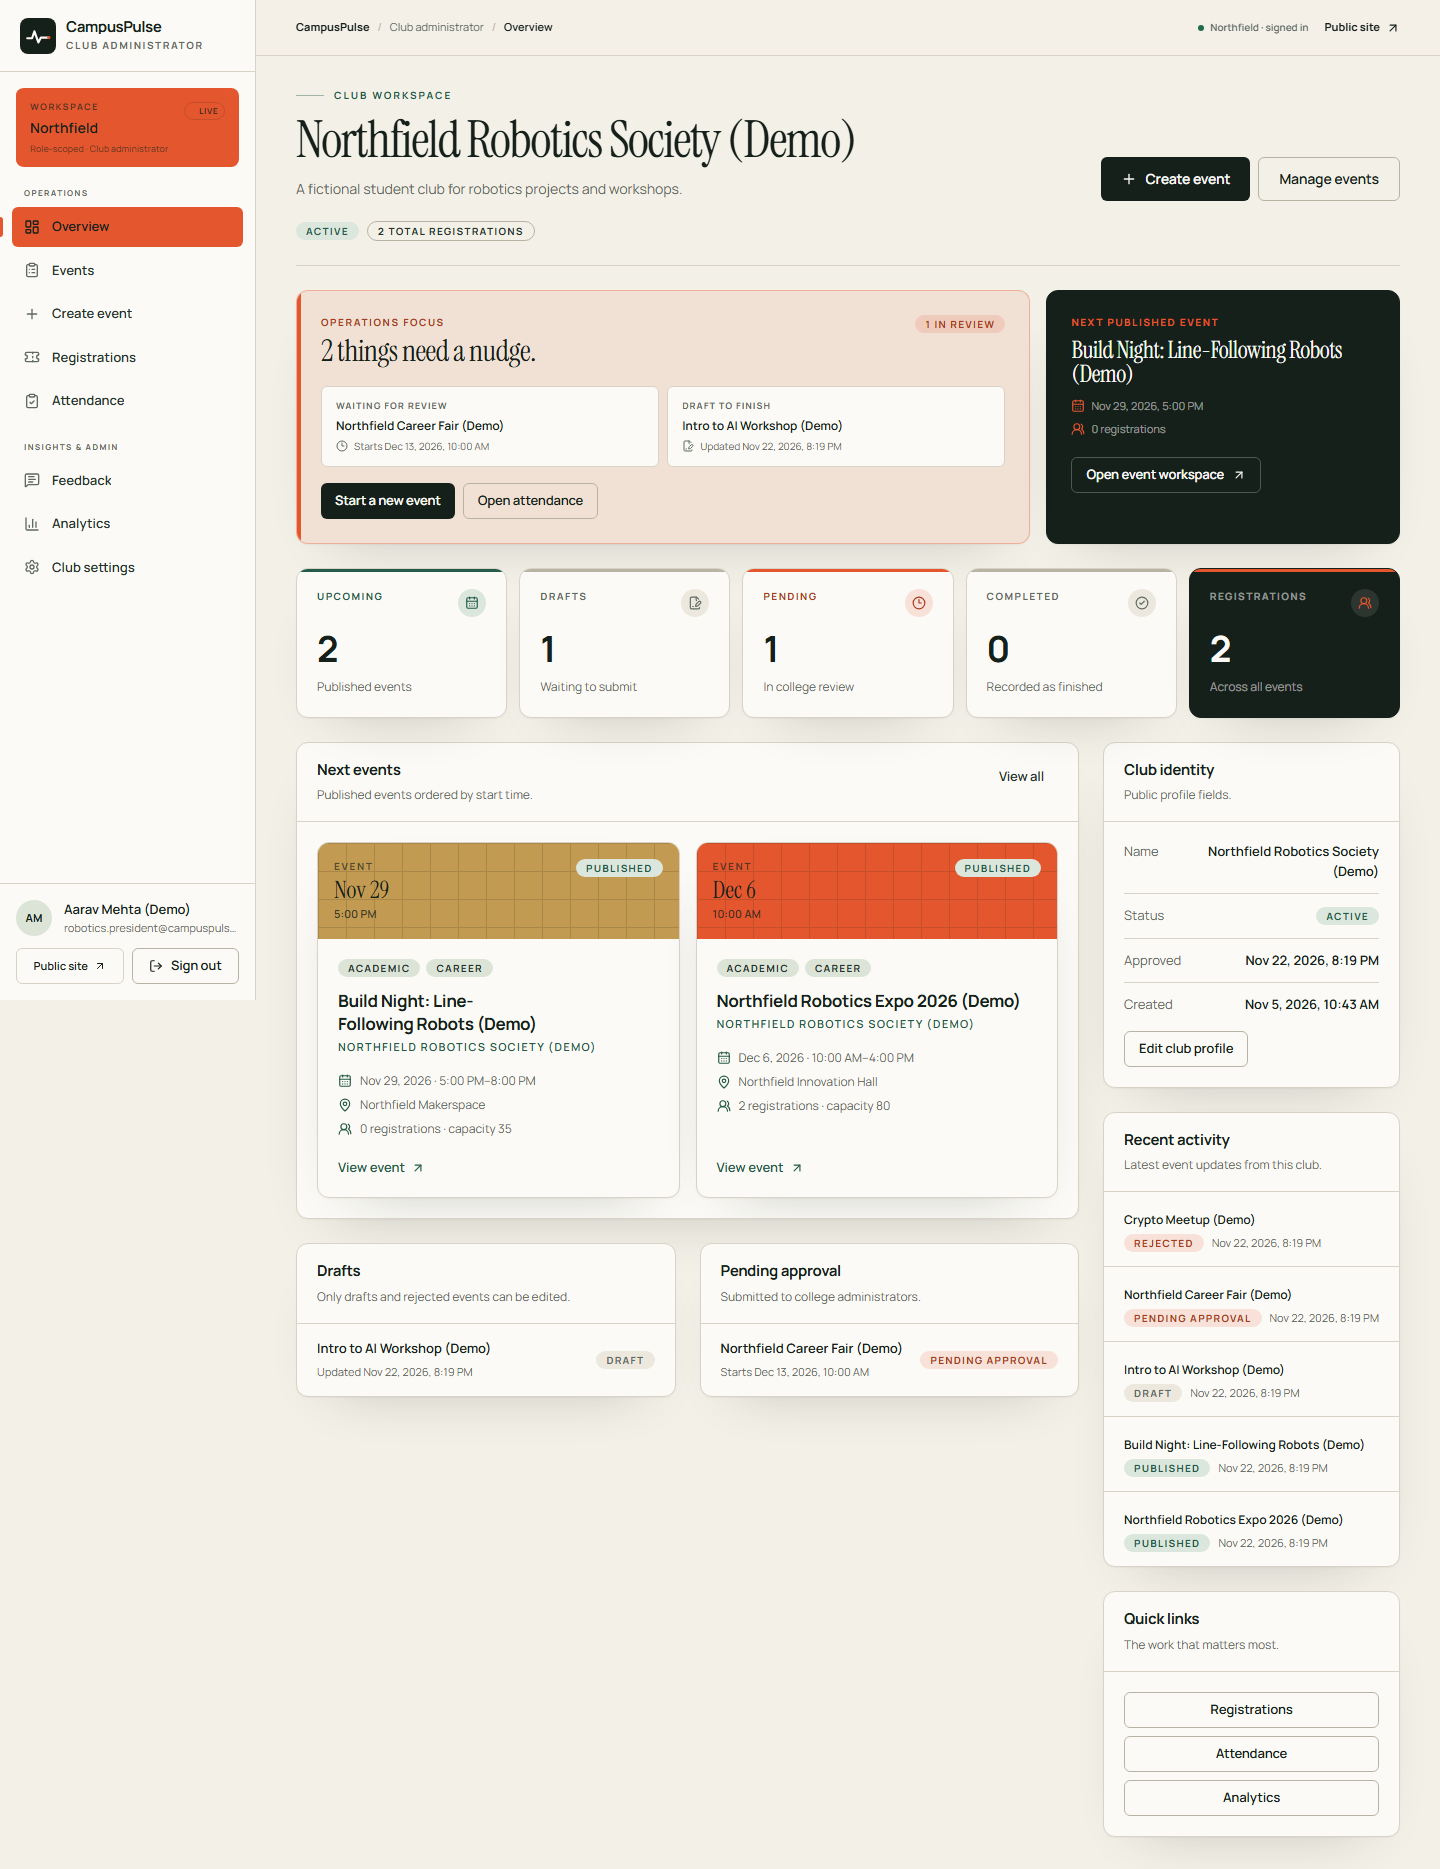 CampusPulse
CLUB ADMINISTRATOR
WORKSPACE
LIVE
Northfield
Role-scoped · Club administrator
OPERATIONS
Overview
Events
Create event
Registrations
Attendance
INSIGHTS & ADMIN
Feedback
Analytics
Club settings
AM
Aarav Mehta (Demo)
robotics.president@campuspuls...
Public site
Sign out
CampusPulse / Club administrator / Overview
Northfield · signed in
Public site
CLUB WORKSPACE
Northfield Robotics Society (Demo)
A fictional student club for robotics projects and workshops.
ACTIVE
2 TOTAL REGISTRATIONS
Create event
Manage events
OPERATIONS FOCUS
1 IN REVIEW
2 things need a nudge.
WAITING FOR REVIEW
Northfield Career Fair (Demo)
Starts Dec 13, 2026, 10:00 AM
DRAFT TO FINISH
Intro to AI Workshop (Demo)
Updated Nov 22, 2026, 8:19 PM
Start a new event
Open attendance
NEXT PUBLISHED EVENT
Build Night: Line-Following Robots
(Demo)
Nov 29, 2026, 5:00 PM
0 registrations
Open event workspace
UPCOMING
2
Published events
DRAFTS
1
Waiting to submit
PENDING
1
In college review
COMPLETED
0
Recorded as finished
REGISTRATIONS
2
Across all events
Next events
Published events ordered by start time.
View all
EVENT
PUBLISHED
Nov 29
5:00 PM
ACADEMIC
CAREER
Build Night: Line-
Following Robots (Demo)
NORTHFIELD ROBOTICS SOCIETY (DEMO)
Nov 29, 2026 · 5:00 PM–8:00 PM
Northfield Makerspace
0 registrations · capacity 35
View event
EVENT
PUBLISHED
Dec 6
10:00 AM
ACADEMIC
CAREER
Northfield Robotics Expo 2026 (Demo)
NORTHFIELD ROBOTICS SOCIETY (DEMO)
Dec 6, 2026 · 10:00 AM–4:00 PM
Northfield Innovation Hall
2 registrations · capacity 80
View event
Drafts
Only drafts and rejected events can be edited.
Intro to AI Workshop (Demo)
Updated Nov 22, 2026, 8:19 PM
DRAFT
Pending approval
Submitted to college administrators.
Northfield Career Fair (Demo)
Starts Dec 13, 2026, 10:00 AM
PENDING APPROVAL
Club identity
Public profile fields.
Name
Northfield Robotics Society
(Demo)
Status
ACTIVE
Approved
Nov 22, 2026, 8:19 PM
Created
Nov 5, 2026, 10:43 AM
Edit club profile
Recent activity
Latest event updates from this club.
Crypto Meetup (Demo)
REJECTED Nov 22, 2026, 8:19 PM
Northfield Career Fair (Demo)
PENDING APPROVAL Nov 22, 2026, 8:19 PM
Intro to AI Workshop (Demo)
DRAFT Nov 22, 2026, 8:19 PM
Build Night: Line-Following Robots (Demo)
PUBLISHED Nov 22, 2026, 8:19 PM
Northfield Robotics Expo 2026 (Demo)
PUBLISHED Nov 22, 2026, 8:19 PM
Quick links
The work that matters most.
Registrations
Attendance
Analytics